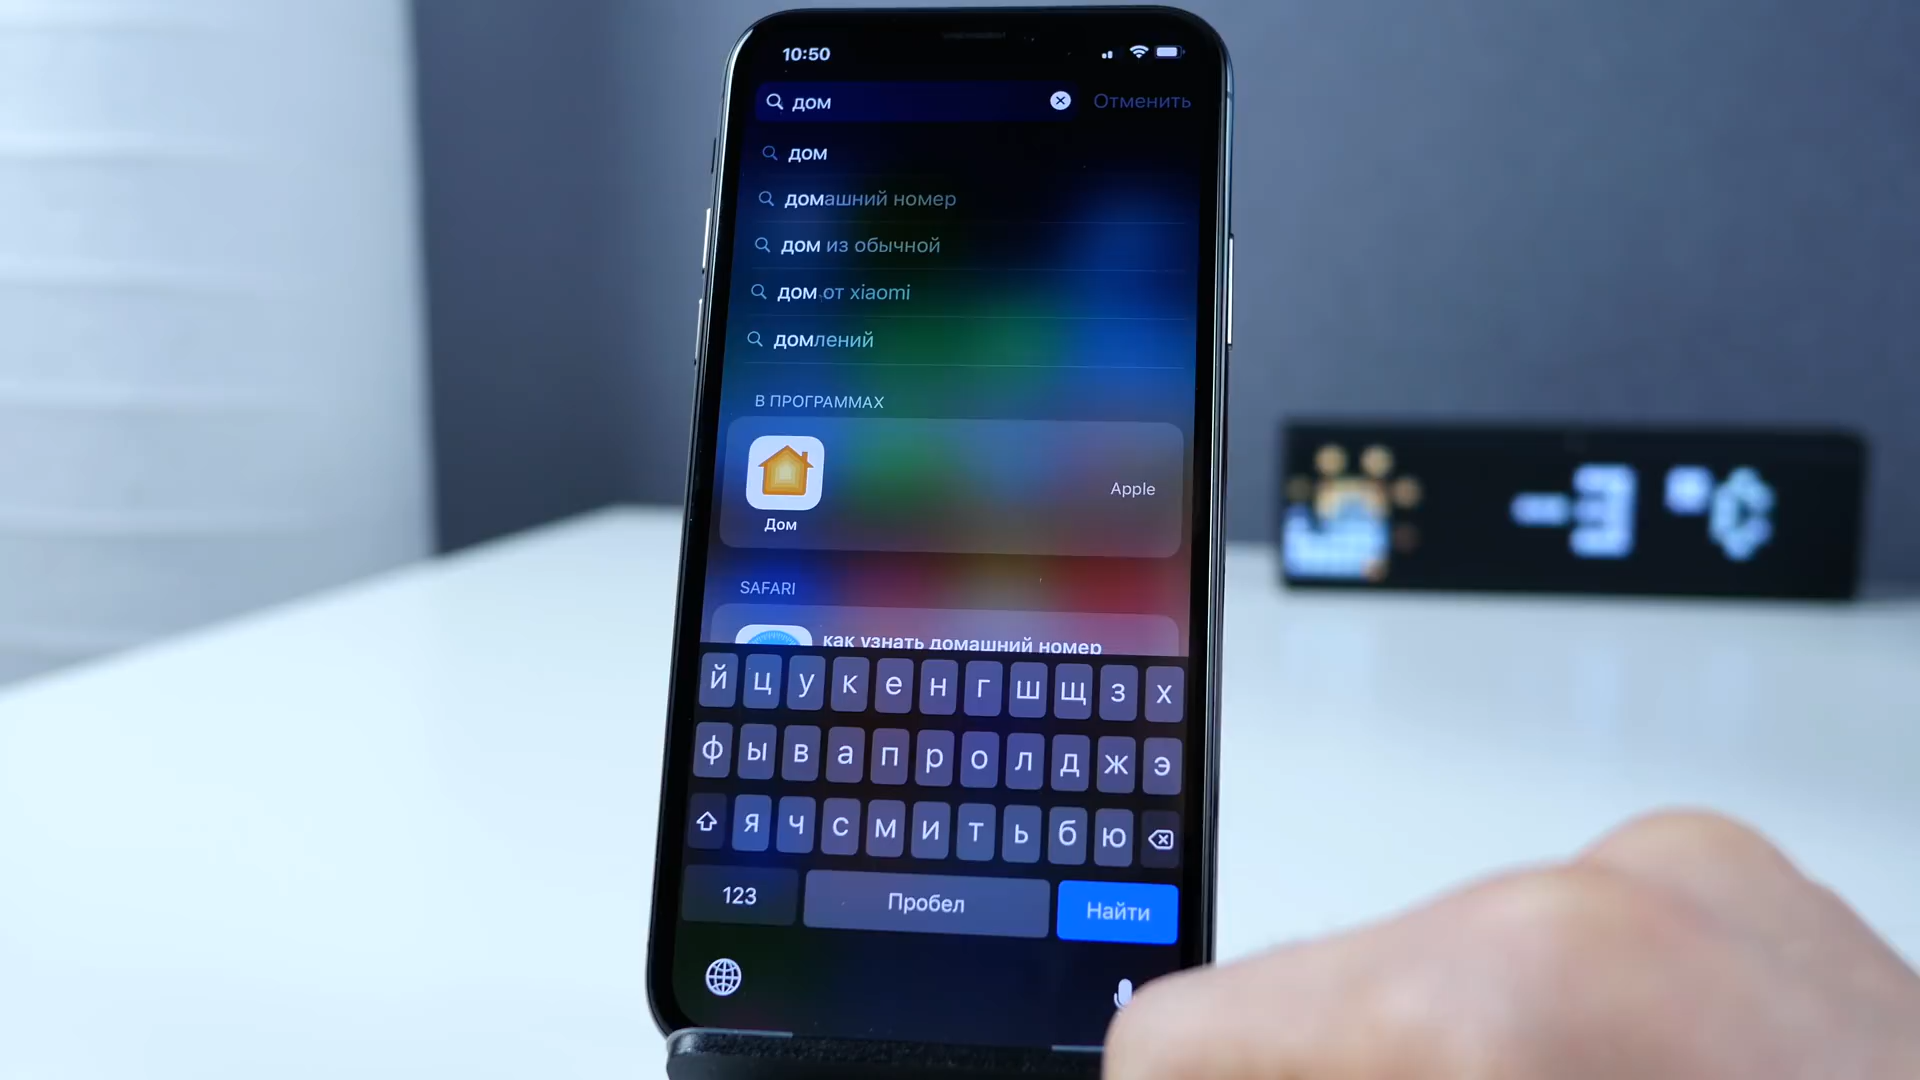 10:50
дом
Отменить
дом
домашний номер
дом из обычной
дом от xiaomi
домлений
В ПРОГРАММАХ
Apple
Дом
SAFARI
как узнать домашний номер
й ц у к е н г ш щ з х
ф ы в а п р о л д ж э
я ч с м и т ь б ю
123 Пробел Найти
-3 °C